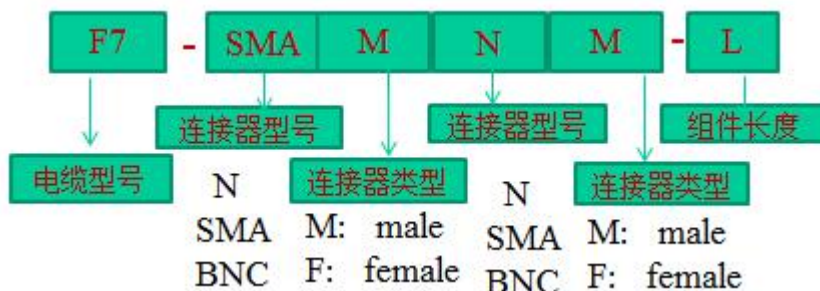 F7 - SMA M N M - L
连接器型号 连接器型号 组件长度
电缆型号 N 连接器类型 N 连接器类型
SMA M: male SMA M: male
BNC F: female BNC F: female